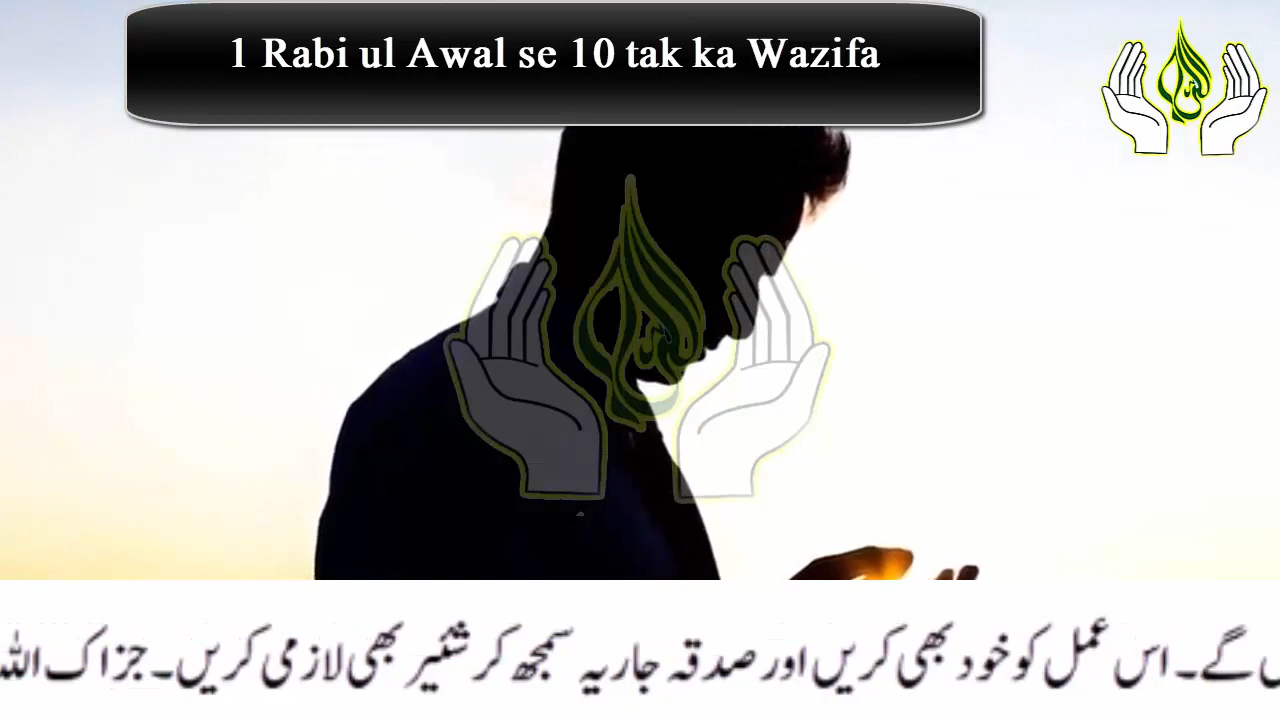 1 Rabi ul Awal se 10 tak ka Wazifa
گے۔ اس عمل کو خود بھی کریں اور صدقہ جاریہ سمجھ کر شئیر بھی لازمی کریں۔ جزاک اللہ